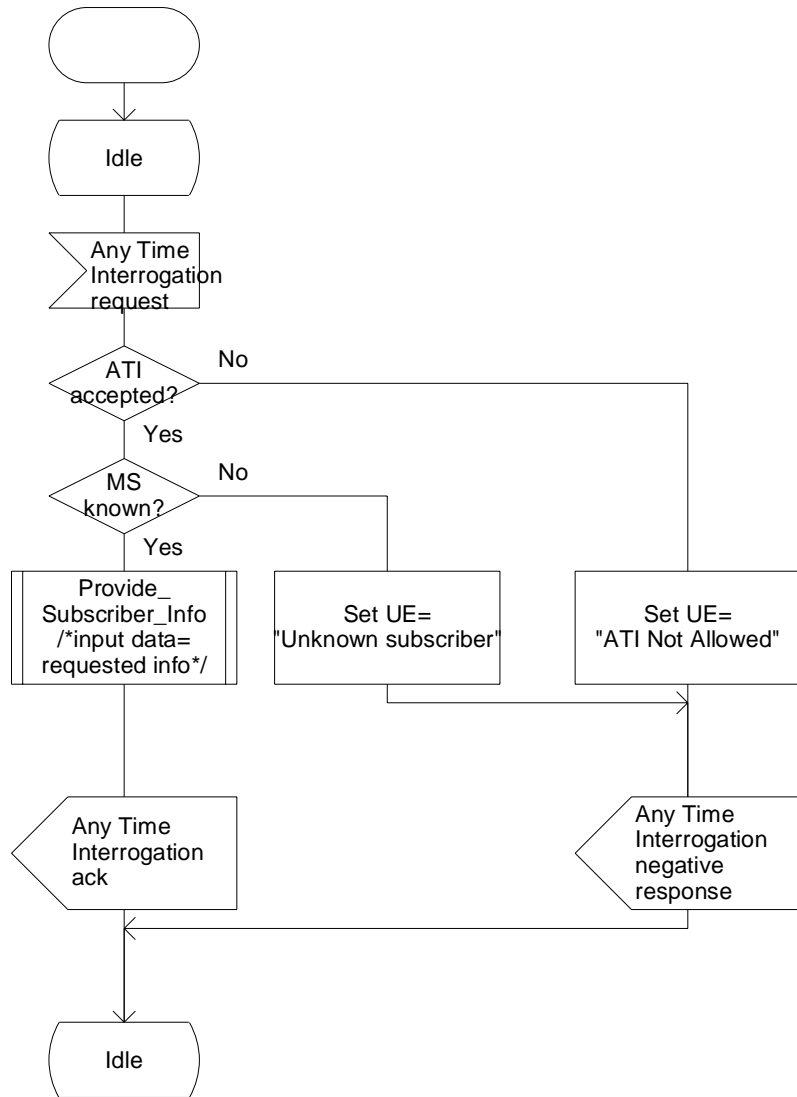 Idle
Any Time
Interrogation
request
ATI
accepted?
No
Yes
MS
known?
No
Yes
Provide_
Subscriber_Info
/*input data=
requested info*/
Set UE=
"Unknown subscriber"
Set UE=
"ATI Not Allowed"
Any Time
Interrogation
ack
Any Time
Interrogation
negative
response
Idle